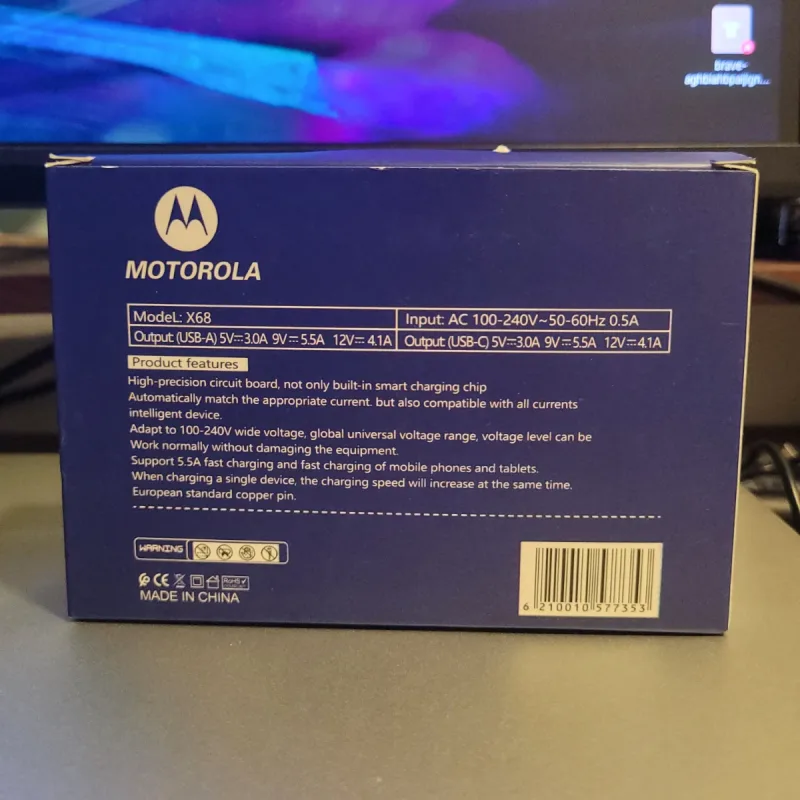 Brave-
MOTOROLA
ModeL: X68
Input: AC 100-240V~50-60Hz 0.5A
Output (USB-A) 5V⎓3.0A 9V⎓5.5A 12V⎓4.1A
Output (USB-C) 5V⎓3.0A 9V⎓5.5A 12V⎓4.1A
Product features
High-precision circuit board, not only built-in smart charging chip
Automatically match the appropriate current. but also compatible with all currents
intelligent device.
Adapt to 100-240V wide voltage, global universal voltage range, voltage level can be
Work normally without damaging the equipment.
Support 5.5A fast charging and fast charging of mobile phones and tablets.
When charging a single device, the charging speed will increase at the same time.
European standard copper pin.
WARNING
CE
RoHS
MADE IN CHINA
6 210010 577353